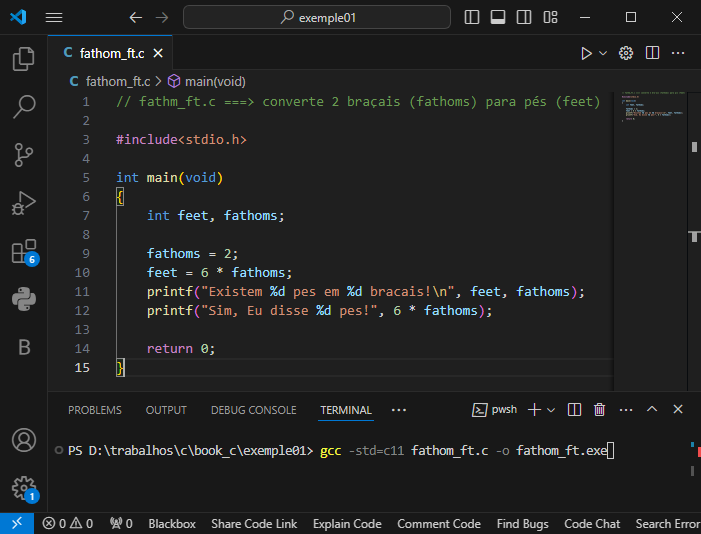 exemple01
C fathom_ft.c
C fathom_ft.c > main(void)
1 // fathm_ft.c ===> converte 2 braçais (fathoms) para pés (feet)
2
3 #include<stdio.h>
4
5 int main(void)
6 {
7 int feet, fathoms;
8
9 fathoms = 2;
10 feet = 6 * fathoms;
11 printf("Existem %d pes em %d bracais!\n", feet, fathoms);
12 printf("Sim, Eu disse %d pes!", 6 * fathoms);
13
14 return 0;
15 }
6
B
PROBLEMS OUTPUT DEBUG CONSOLE TERMINAL pwsh
PS D:\trabalhos\c\book_c\exemple01> gcc -std=c11 fathom_ft.c -o fathom_ft.exe
1
0 0 0 Blackbox Share Code Link Explain Code Comment Code Find Bugs Code Chat Search Error